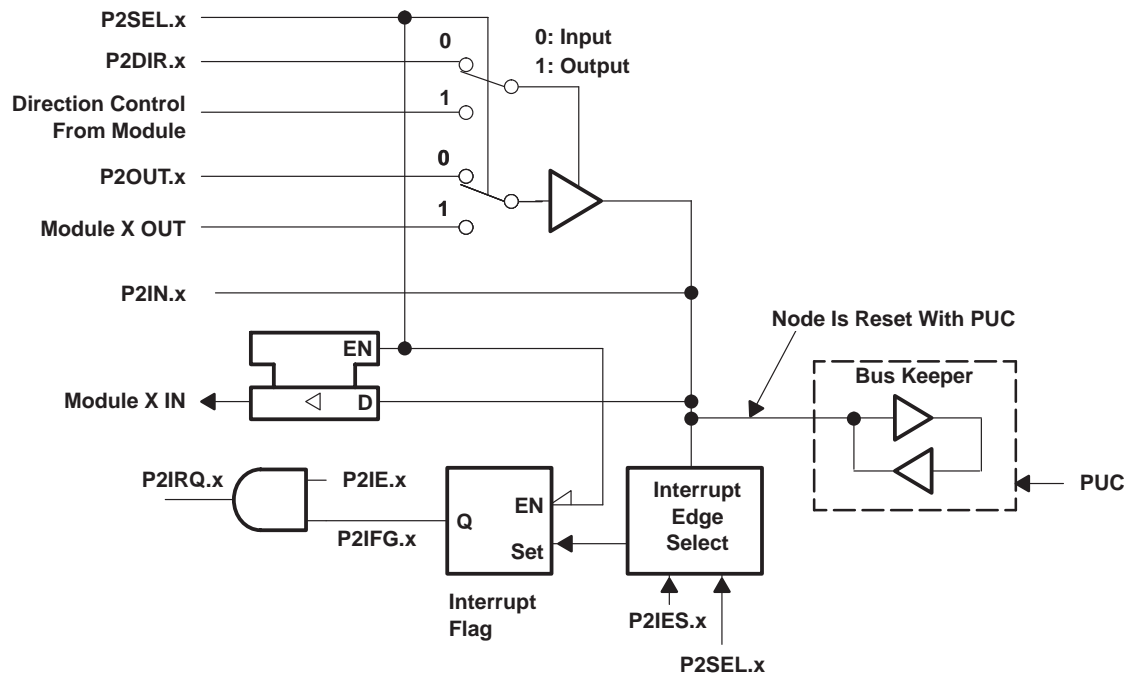 P2SEL.x
0
0: Input
1: Output
P2DIR.x
Direction Control
From Module
1
0
P2OUT.x
1
Module X OUT
P2IN.x
Node Is Reset With PUC
EN
Bus Keeper
Module X IN
D
P2IRQ.x
P2IE.x
P2IFG.x
Q
EN
Set
Interrupt
Edge
Select
PUC
Interrupt
Flag
P2IES.x
P2SEL.x